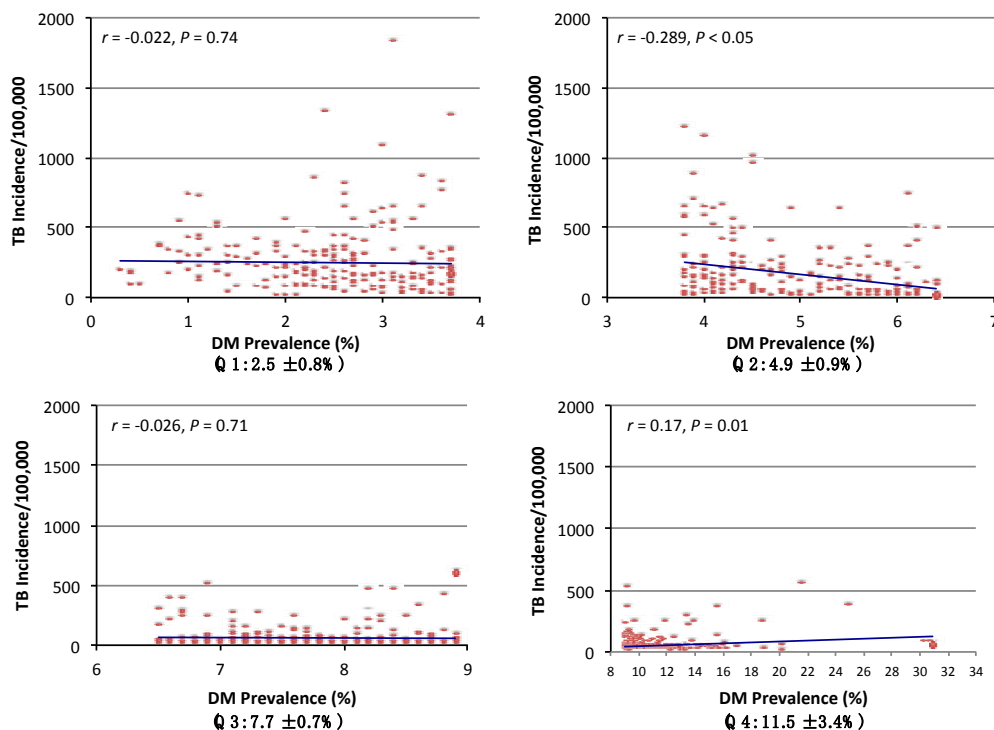 2000
1500
1000
500
0
TB Incidence/100,000
r = -0.022, P = 0.74
0 1 2 3 4
DM Prevalence (%)
(Q 1:2.5 ±0.8%)
2000
1500
1000
500
0
TB Incidence/100,000
r = -0.289, P < 0.05
3 4 5 6 7
DM Prevalence (%)
(Q 2:4.9 ±0.9%)
2000
1500
1000
500
0
TB Incidence/100,000
r = -0.026, P = 0.71
6 7 8 9
DM Prevalence (%)
(Q 3:7.7 ±0.7%)
2000
1500
1000
500
0
TB Incidence/100,000
r = 0.17, P = 0.01
8 10 12 14 16 18 20 22 24 26 28 30 32 34
DM Prevalence (%)
(Q 4:11.5 ±3.4%)